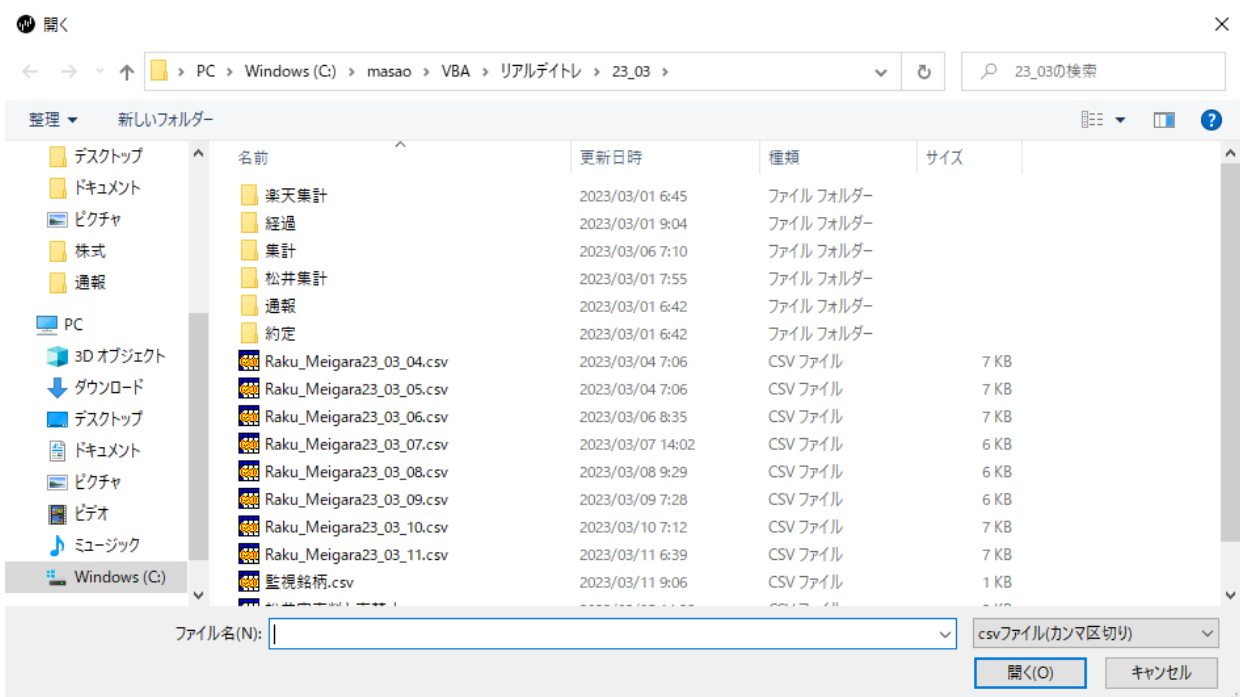 開く
PC › Windows (C:) › masao › VBA › リアルデイトレ › 23_03 ›
23_03の検索
整理 新しいフォルダー
デスクトップ
ドキュメント
ピクチャ
株式
通報
PC
3D オブジェクト
ダウンロード
デスクトップ
ドキュメント
ピクチャ
ビデオ
ミュージック
Windows (C:)
名前 更新日時 種類 サイズ
楽天集計 2023/03/01 6:45 ファイル フォルダー
経過 2023/03/01 9:04 ファイル フォルダー
集計 2023/03/06 7:10 ファイル フォルダー
松井集計 2023/03/01 7:55 ファイル フォルダー
通報 2023/03/01 6:42 ファイル フォルダー
約定 2023/03/01 6:42 ファイル フォルダー
Raku_Meigara23_03_04.csv 2023/03/04 7:06 CSV ファイル 7 KB
Raku_Meigara23_03_05.csv 2023/03/04 7:06 CSV ファイル 7 KB
Raku_Meigara23_03_06.csv 2023/03/06 8:35 CSV ファイル 7 KB
Raku_Meigara23_03_07.csv 2023/03/07 14:02 CSV ファイル 6 KB
Raku_Meigara23_03_08.csv 2023/03/08 9:29 CSV ファイル 6 KB
Raku_Meigara23_03_09.csv 2023/03/09 7:28 CSV ファイル 6 KB
Raku_Meigara23_03_10.csv 2023/03/10 7:12 CSV ファイル 7 KB
Raku_Meigara23_03_11.csv 2023/03/11 6:39 CSV ファイル 7 KB
監視銘柄.csv 2023/03/11 9:06 CSV ファイル 1 KB
ファイル名(N): csvファイル(カンマ区切り)
開く(O) キャンセル